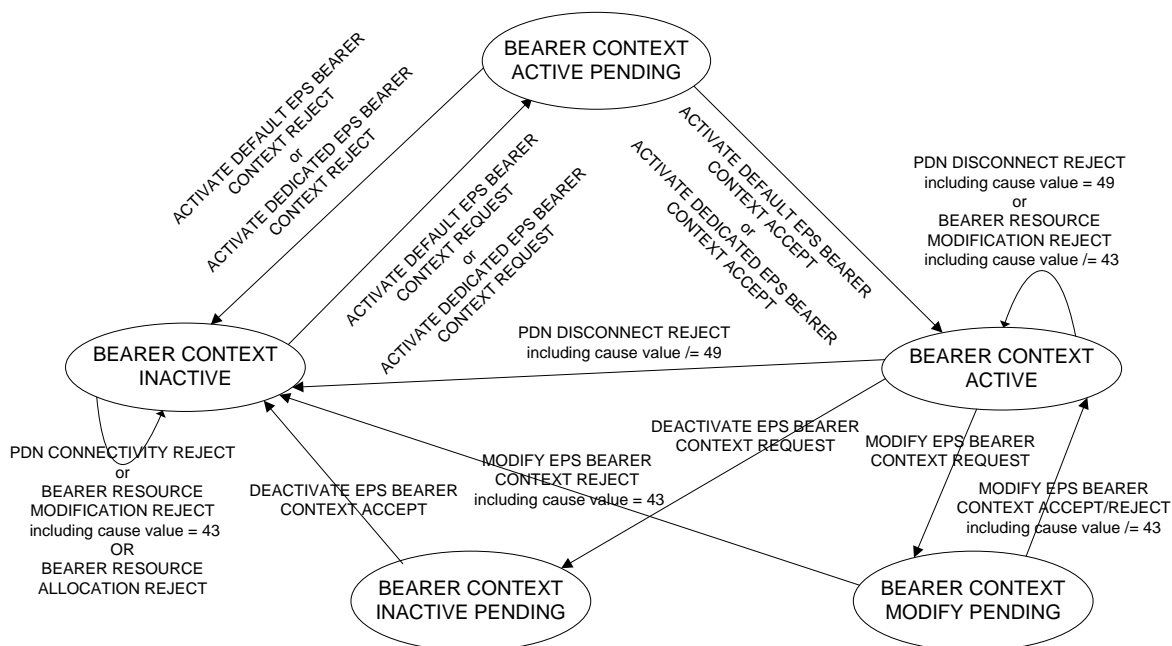 BEARER CONTEXT
ACTIVE PENDING
ACTIVATE DEFAULT EPS BEARER
CONTEXT REJECT
or
ACTIVATE DEDICATED EPS BEARER
CONTEXT REJECT
ACTIVATE DEFAULT EPS BEARER
CONTEXT REQUEST
or
ACTIVATE DEDICATED EPS BEARER
CONTEXT REQUEST
ACTIVATE DEFAULT EPS BEARER
CONTEXT ACCEPT
or
ACTIVATE DEDICATED EPS BEARER
CONTEXT ACCEPT
PDN DISCONNECT REJECT
including cause value = 49
or
BEARER RESOURCE
MODIFICATION REJECT
including cause value /= 43
BEARER CONTEXT
INACTIVE
PDN DISCONNECT REJECT
including cause value /= 49
BEARER CONTEXT
ACTIVE
PDN CONNECTIVITY REJECT
or
BEARER RESOURCE
MODIFICATION REJECT
including cause value = 43
OR
BEARER RESOURCE
ALLOCATION REJECT
DEACTIVATE EPS BEARER
CONTEXT ACCEPT
MODIFY EPS BEARER
CONTEXT REJECT
including cause value = 43
DEACTIVATE EPS BEARER
CONTEXT REQUEST
MODIFY EPS BEARER
CONTEXT REQUEST
MODIFY EPS BEARER
CONTEXT ACCEPT/REJECT
including cause value /= 43
BEARER CONTEXT
INACTIVE PENDING
BEARER CONTEXT
MODIFY PENDING